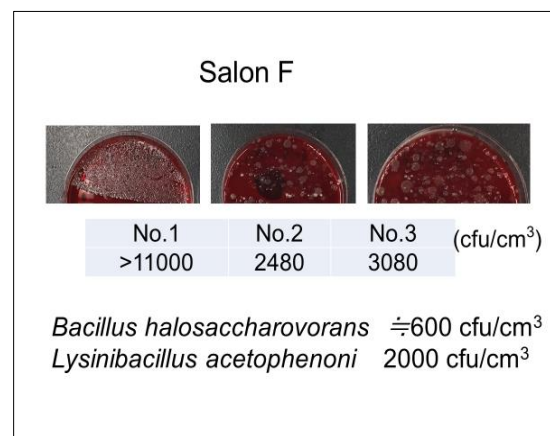 Salon F
No.1 No.2 No.3 (cfu/cm³)
>11000 2480 3080
Bacillus halosaccharovorans ≒600 cfu/cm³
Lysinibacillus acetophenoni 2000 cfu/cm³